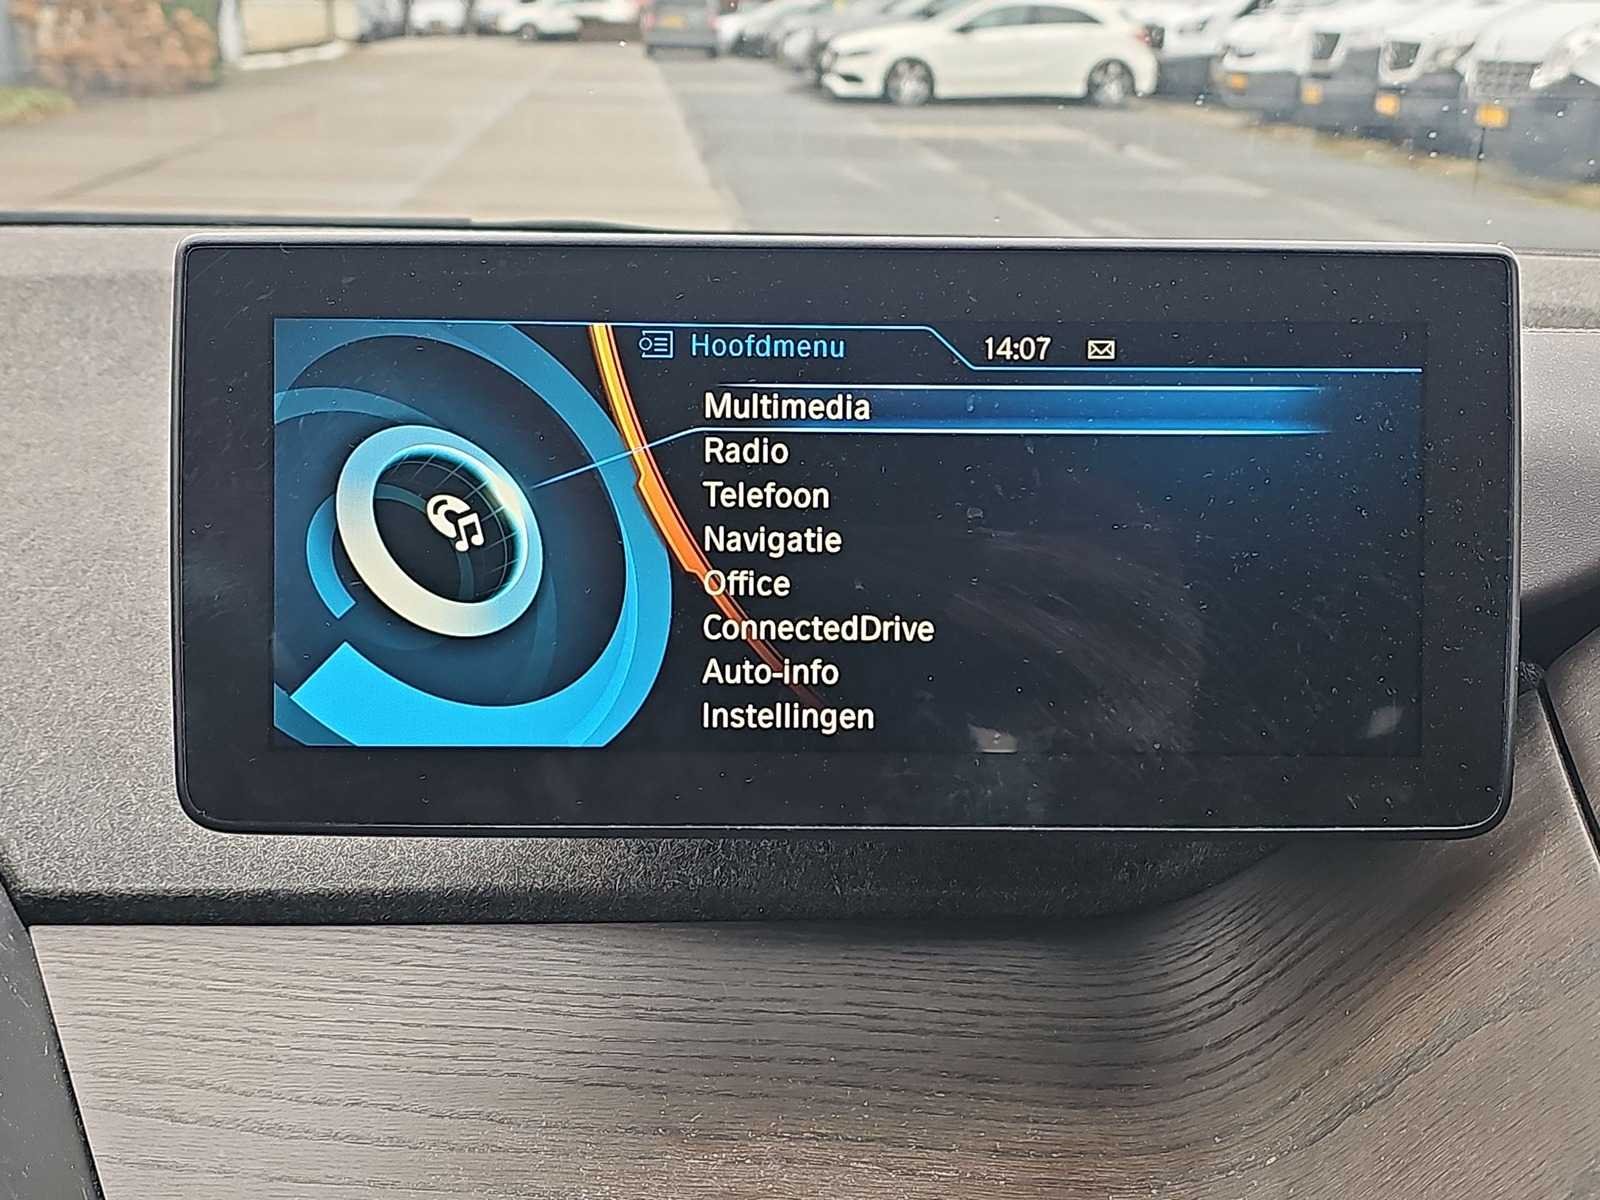 Hoofdmenu 14:07
Multimedia
Radio
Telefoon
Navigatie
Office
ConnectedDrive
Auto-info
Instellingen